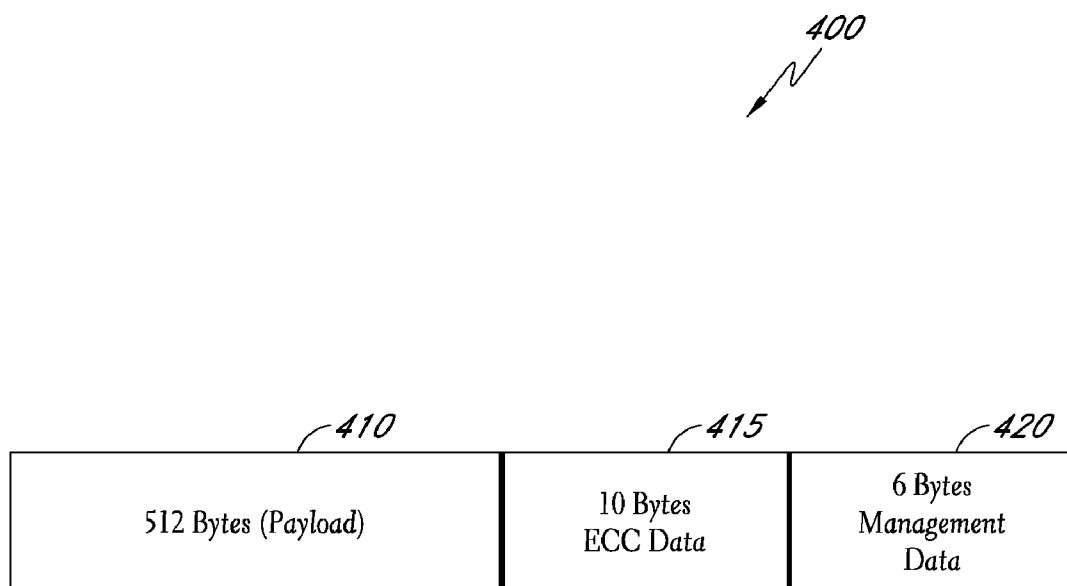 400
410
415
420
512 Bytes (Payload)
10 Bytes
ECC Data
6 Bytes
Management
Data